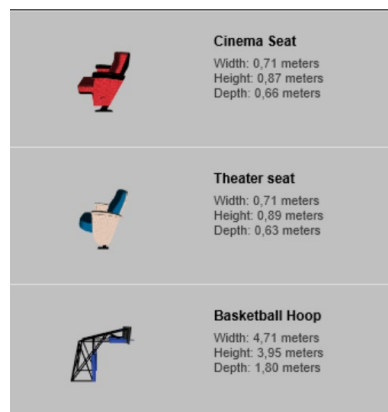 Cinema Seat
Width: 0,71 meters
Height: 0,87 meters
Depth: 0,66 meters
Theater seat
Width: 0,71 meters
Height: 0,89 meters
Depth: 0,63 meters
Basketball Hoop
Width: 4,71 meters
Height: 3,95 meters
Depth: 1,80 meters